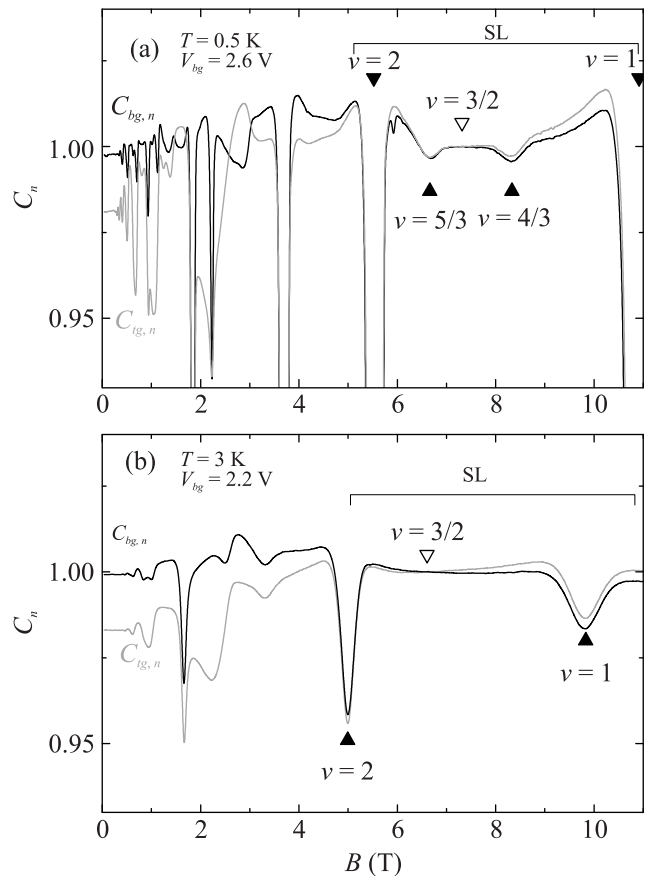 (a)
T = 0.5 K
V_bg = 2.6 V
SL
ν = 2
ν = 1
C_bg, n
ν = 3/2
1.00
C_n
ν = 5/3
ν = 4/3
0.95
C_tg, n
0 2 4 6 8 10
(b)
T = 3 K
V_bg = 2.2 V
SL
C_bg, n
ν = 3/2
1.00
C_n
C_tg, n
ν = 1
0.95
ν = 2
0 2 4 6 8 10
B (T)